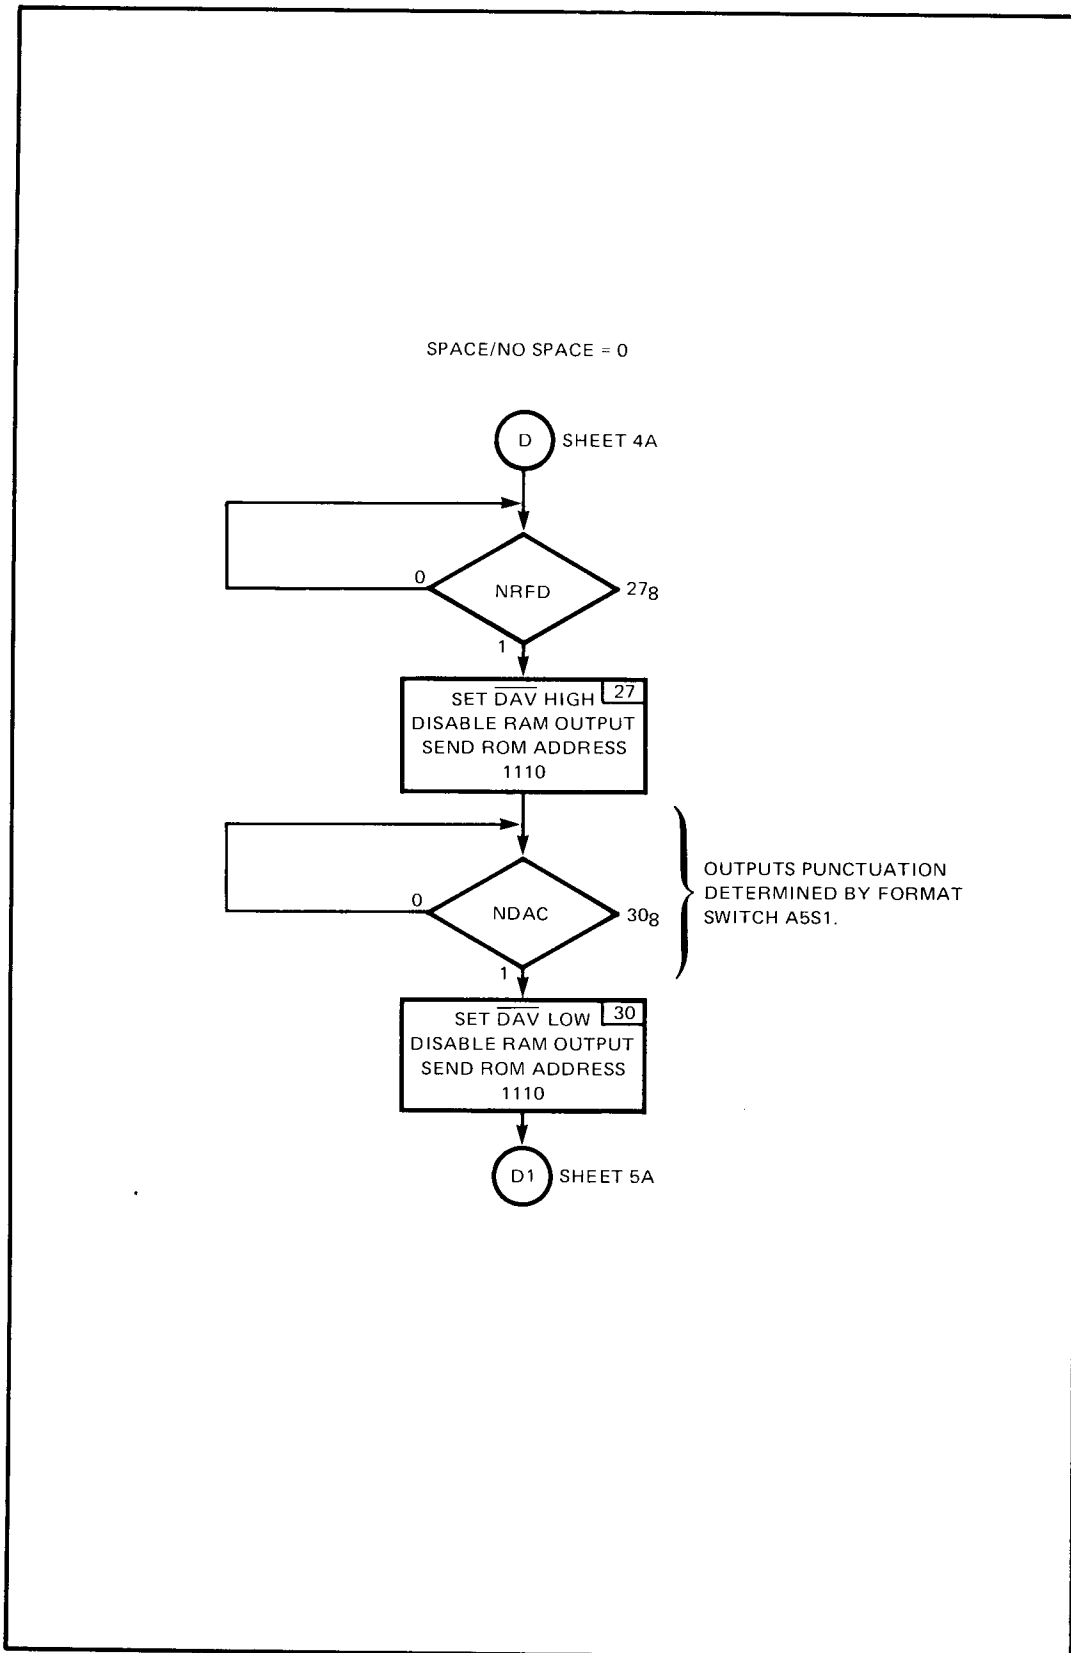 SPACE/NO SPACE = 0
D SHEET 4A
0 NRFD 27₈
1
SET D̅A̅V̅ HIGH 27
DISABLE RAM OUTPUT
SEND ROM ADDRESS
1110
0 NDAC 30₈
1
OUTPUTS PUNCTUATION
DETERMINED BY FORMAT
SWITCH A5S1.
SET D̅A̅V̅ LOW 30
DISABLE RAM OUTPUT
SEND ROM ADDRESS
1110
D1 SHEET 5A